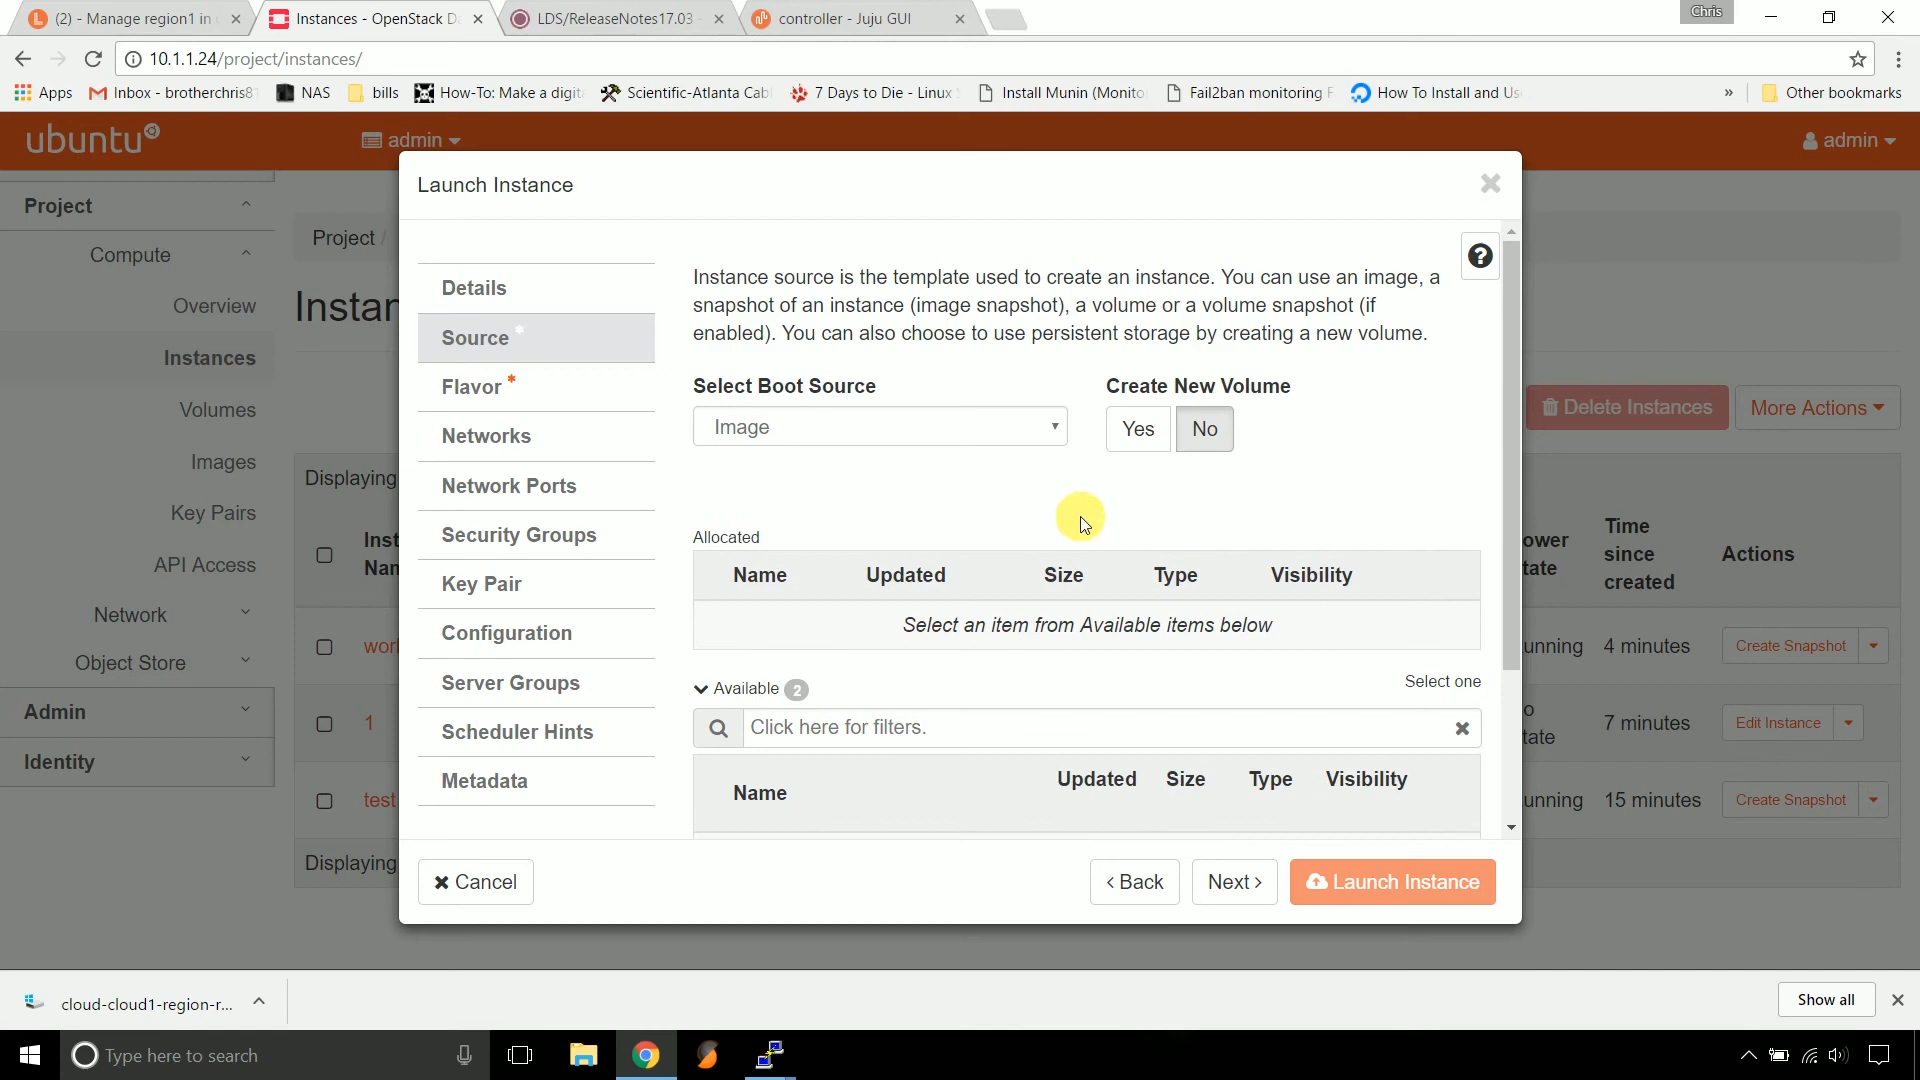 (2) - Manage region1 in
Instances - OpenStack Da
LDS/ReleaseNotes17.03 -
controller - Juju GUI
Chris
10.1.1.24/project/instances/
Apps
Inbox - brotherchris8
NAS
bills
How-To: Make a digit
Scientific-Atlanta Cab
7 Days to Die - Linux
Install Munin (Monito
Fail2ban monitoring
How To Install and Us
»
Other bookmarks
ubuntu
admin
admin
Launch Instance
Project
Compute
Overview
Instances
Volumes
Images
Key Pairs
API Access
Network
Object Store
Admin
Identity
Project /
Instan
Displaying
Inst
Nam
work
1
test
Displaying
Details
Source *
Flavor *
Networks
Network Ports
Security Groups
Key Pair
Configuration
Server Groups
Scheduler Hints
Metadata
Instance source is the template used to create an instance. You can use an image, a
snapshot of an instance (image snapshot), a volume or a volume snapshot (if
enabled). You can also choose to use persistent storage by creating a new volume.
Select Boot Source
Create New Volume
Image
Yes
No
Allocated
Name Updated Size Type Visibility
Select an item from Available items below
Available 2
Select one
Click here for filters.
Name Updated Size Type Visibility
Cancel
‹ Back
Next ›
Launch Instance
Delete Instances
More Actions
ower
tate
Time
since
created
Actions
unning
4 minutes
Create Snapshot
o
tate
7 minutes
Edit Instance
unning
15 minutes
Create Snapshot
cloud-cloud1-region-r...
Show all
Type here to search